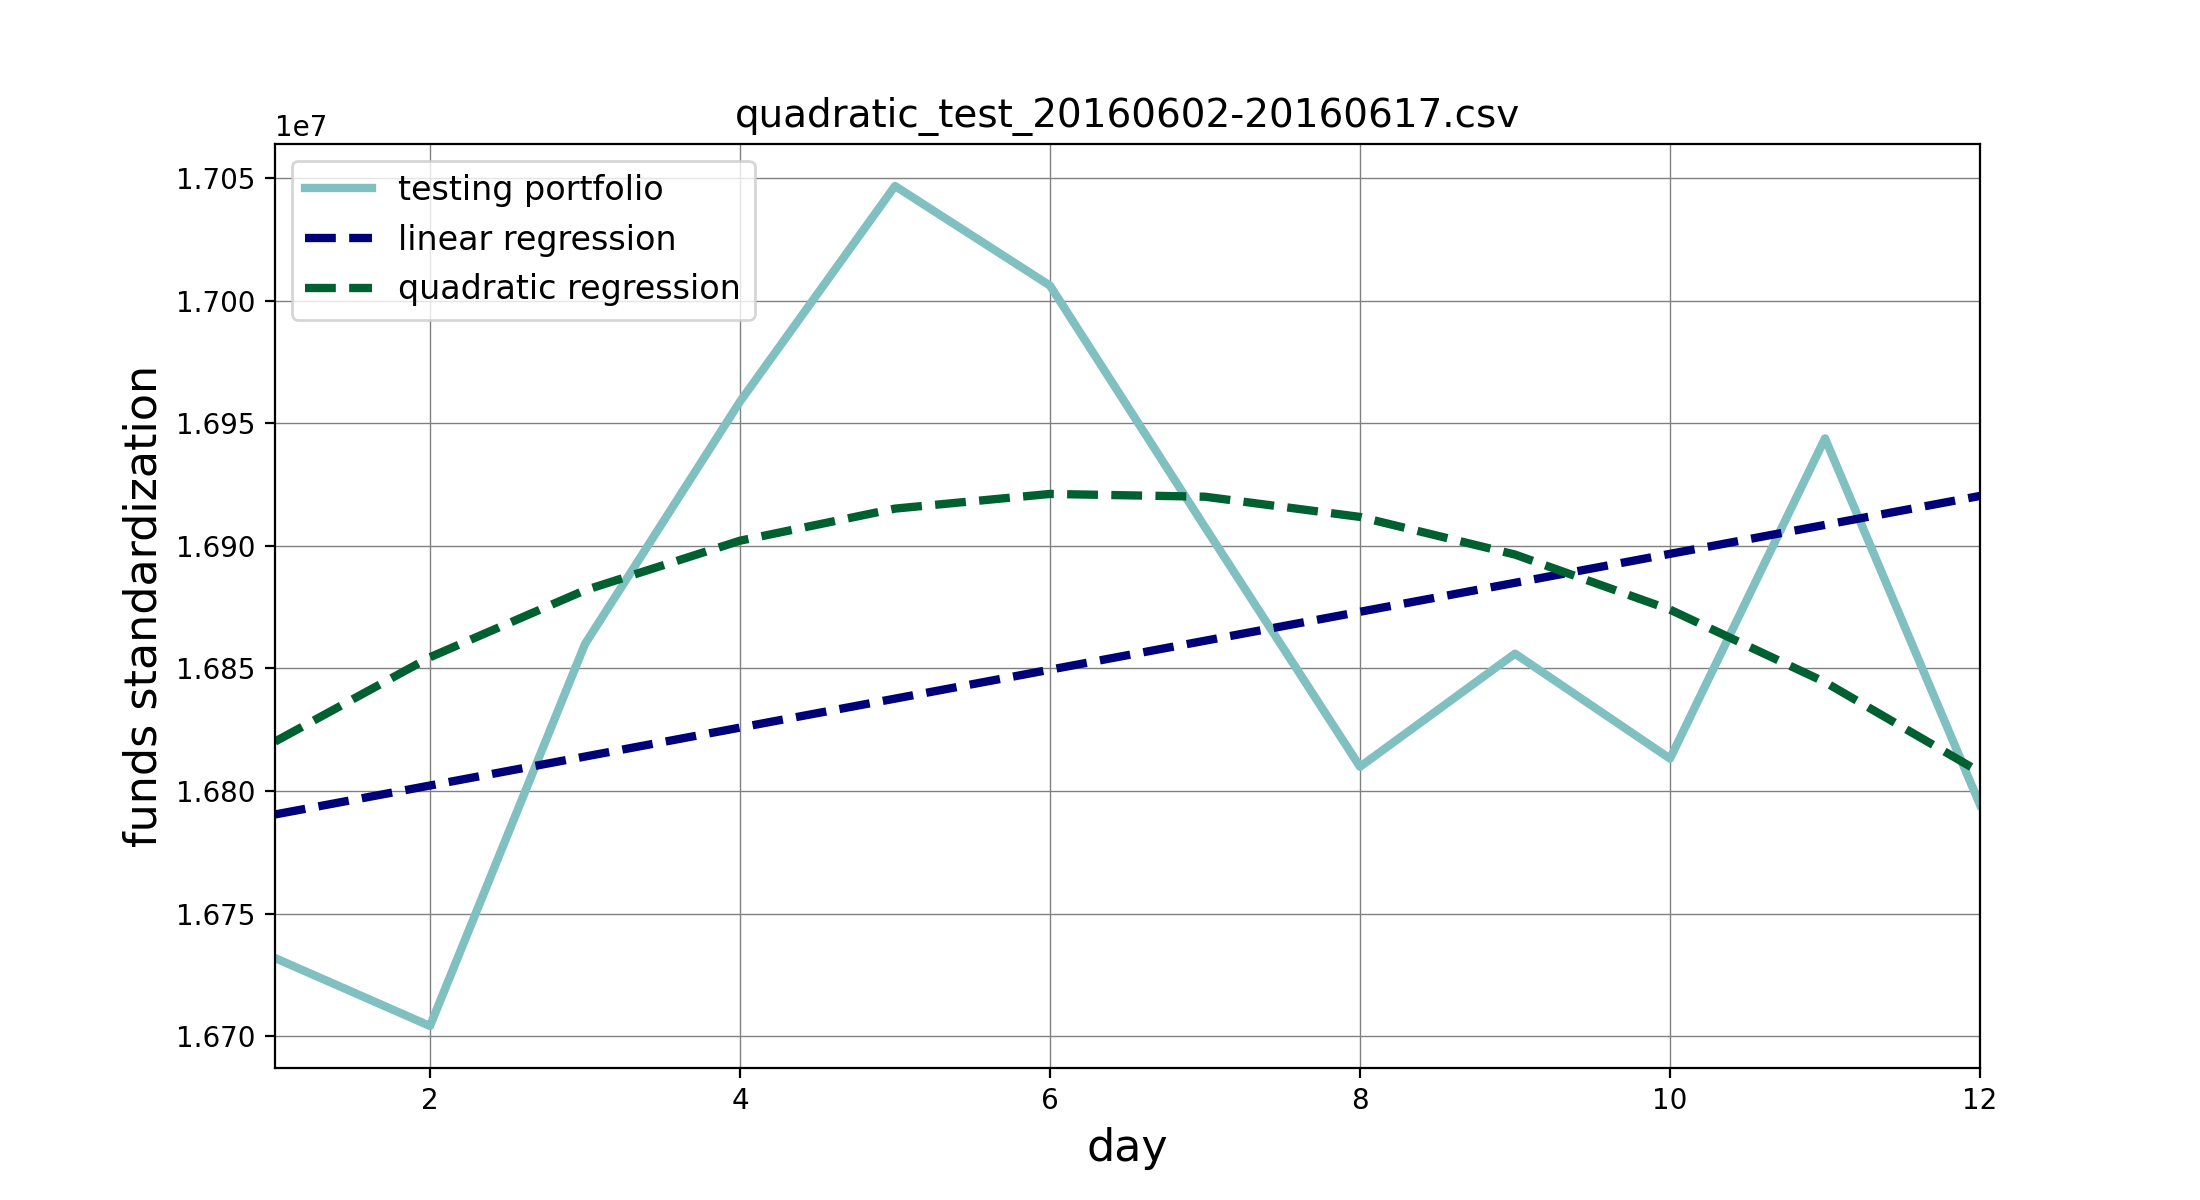 quadratic_test_20160602-20160617.csv
1e7
1.705
1.700
1.695
1.690
1.685
1.680
1.675
1.670
funds standardization
testing portfolio
linear regression
quadratic regression
2 4 6 8 10 12
day